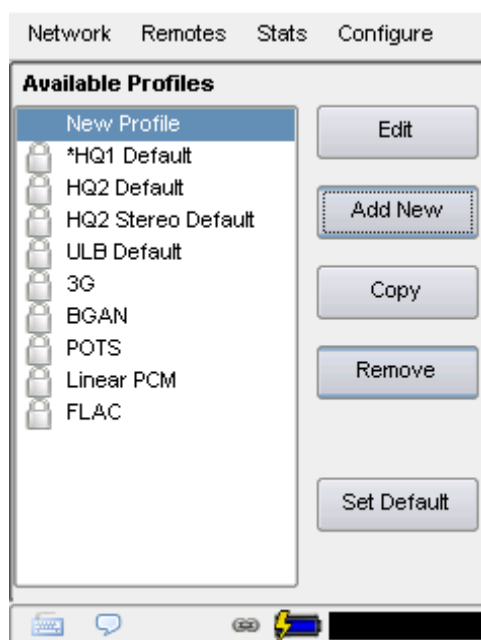 Network Remotes Stats Configure
Available Profiles
New Profile
*HQ1 Default
HQ2 Default
HQ2 Stereo Default
ULB Default
3G
BGAN
POTS
Linear PCM
FLAC
Edit
Add New
Copy
Remove
Set Default